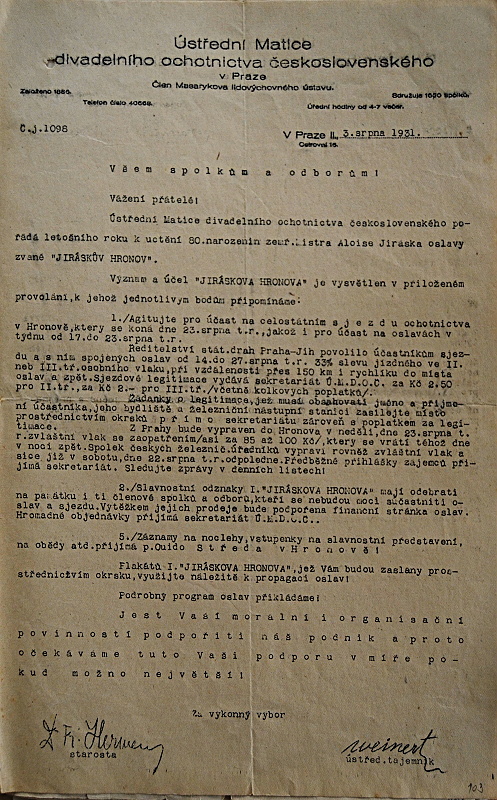 Ústřední Matice
divadelního ochotnictva československého
v Praze
Člen Masarykova lidovýchovného ústavu.
Založeno 1885.
Sdružuje 1650 spolků.
Telefon číslo 40662.
Úřední hodiny od 4-7 večer.
Č.j.1098
V Praze II., 3.srpna 1931.
Ostrovní 16.
Všem spolkům a odborům!
Vážení přátelé!
Ústřední Matice divadelního ochotnictva československého po-
řádá letošního roku k uctění 80.narozenin zemř.Mistra Aloise Jiráska oslavy
zvané "JIRÁSKŮV HRONOV".
Význam a účel "JIRÁSKOVA HRONOVA" je vysvětlen v přiloženém
provolání,k jehož jednotlivým bodům připomínáme:
1./Agitujte pro účast na celostátním sjezdu ochotnictva
v Hronově,který se koná dne 23.srpna t.r.,jakož i pro účast na oslavách v
týdnu od 17.do 23.srpna t.r.
Ředitelství stát.drah Praha-Jih povolilo účastníkům sjez-
du a s ním spojených oslav od 14.do 27.srpna t.r. 33% slevu jízdného ve II.
neb III.tř.osobního vlaku,při vzdálenosti přes 150 km i rychlíku do místa
oslav a zpět.Sjezdové legitimace vydává sekretariát Ú.M.D.O.Č. za Kč 2.50
pro II.tř.,za Kč 2.- pro III.tř./včetně kolkových poplatků/.
Žádanky o legitimace,jež musí obsahovati jméno a příjme-
ní účastníka,jeho bydliště a železniční nástupní stanici zasílejte místo
prostřednictvím okrsků přímo sekretariátu zároveň s poplatkem za legi-
timace.
Z Prahy bude vypraven do Hronova v neděli,dne 23.srpna t.
r.zvláštní vlak se zaopatřením/asi za 85 až 100 Kč/,který se vrátí téhož dne
v noci zpět.Spolek českých železnič.úředníků vypraví rovněž zvláštní vlak a
sice již v sobotu,dne 22.srpna t.r.odpoledne.Předběžné přihlášky zájemců při-
jímá sekretariát. Sledujte zprávy v denních listech!
2./Slavnostní odznaky I."JIRÁSKOVA HRONOVA" mají odebrati
na památku i ti členové spolků a odborů,kteří se nebudou moci súčastniti o-
slav a sjezdu.Výtěžkem jejich prodeje bude podpořena finanční stránka oslav.
Hromadné objednávky přijímá sekretariát Ú.M.D.O.Č..
5./Záznamy na noclehy,vstupenky na slavnostní představení,
na obědy atd.přijímá p.Guido Středa v Hronově!
Flakátů I."JIRÁSKOVA HRONOVA",jež Vám budou zaslány pros-
střednictvím okrsku,využijte náležitě k propagaci oslav!
Podrobný program oslav přikládáme!
Jest Vaší morální i organisační
povinností podpořiti náš podnik a proto
očekáváme tuto Vaši podporu v míře po-
kud možno největší!
Za výkonný výbor
starosta
weinert
ústřed.tajemník
103